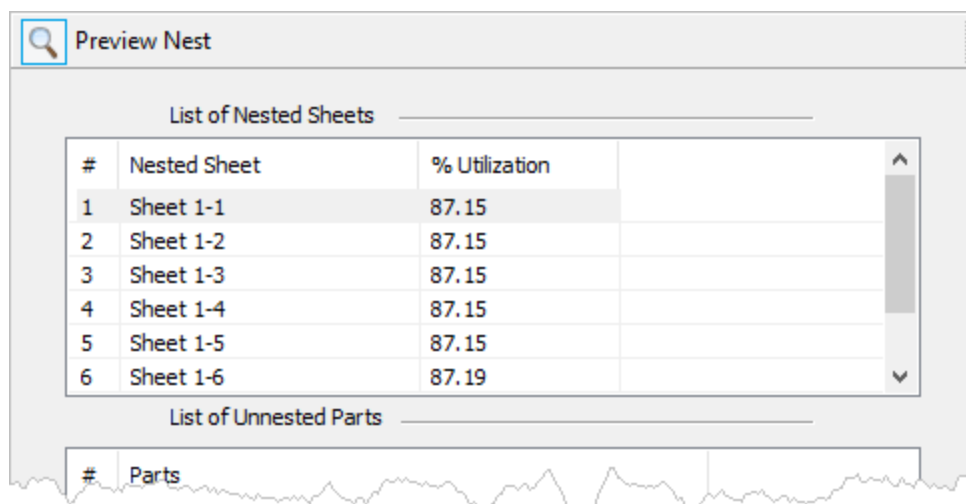 Preview Nest
List of Nested Sheets
# Nested Sheet % Utilization
1 Sheet 1-1 87.15
2 Sheet 1-2 87.15
3 Sheet 1-3 87.15
4 Sheet 1-4 87.15
5 Sheet 1-5 87.15
6 Sheet 1-6 87.19
List of Unnested Parts
# Parts